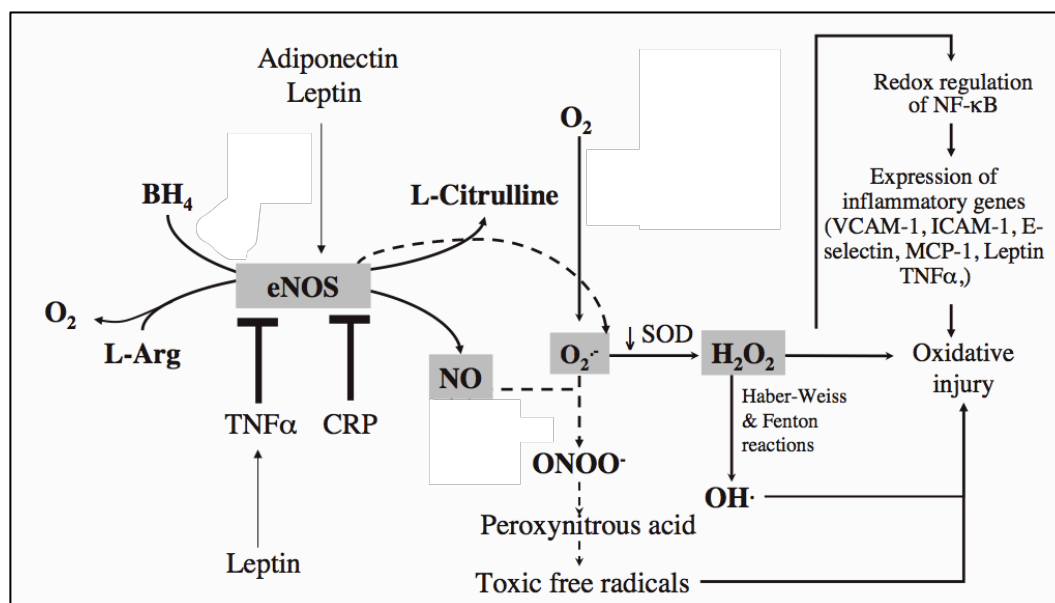 Adiponectin
Leptin
O₂
Redox regulation
of NF-κB
BH₄
L-Citrulline
Expression of
inflammatory genes
(VCAM-1, ICAM-1, E-
selectin, MCP-1, Leptin
TNFα,)
eNOS
O₂
L-Arg
NO
O₂·-
↓ SOD
H₂O₂
Oxidative
injury
TNFα
CRP
Haber-Weiss
& Fenton
reactions
ONOO-
OH·
Peroxynitrous acid
Leptin
Toxic free radicals